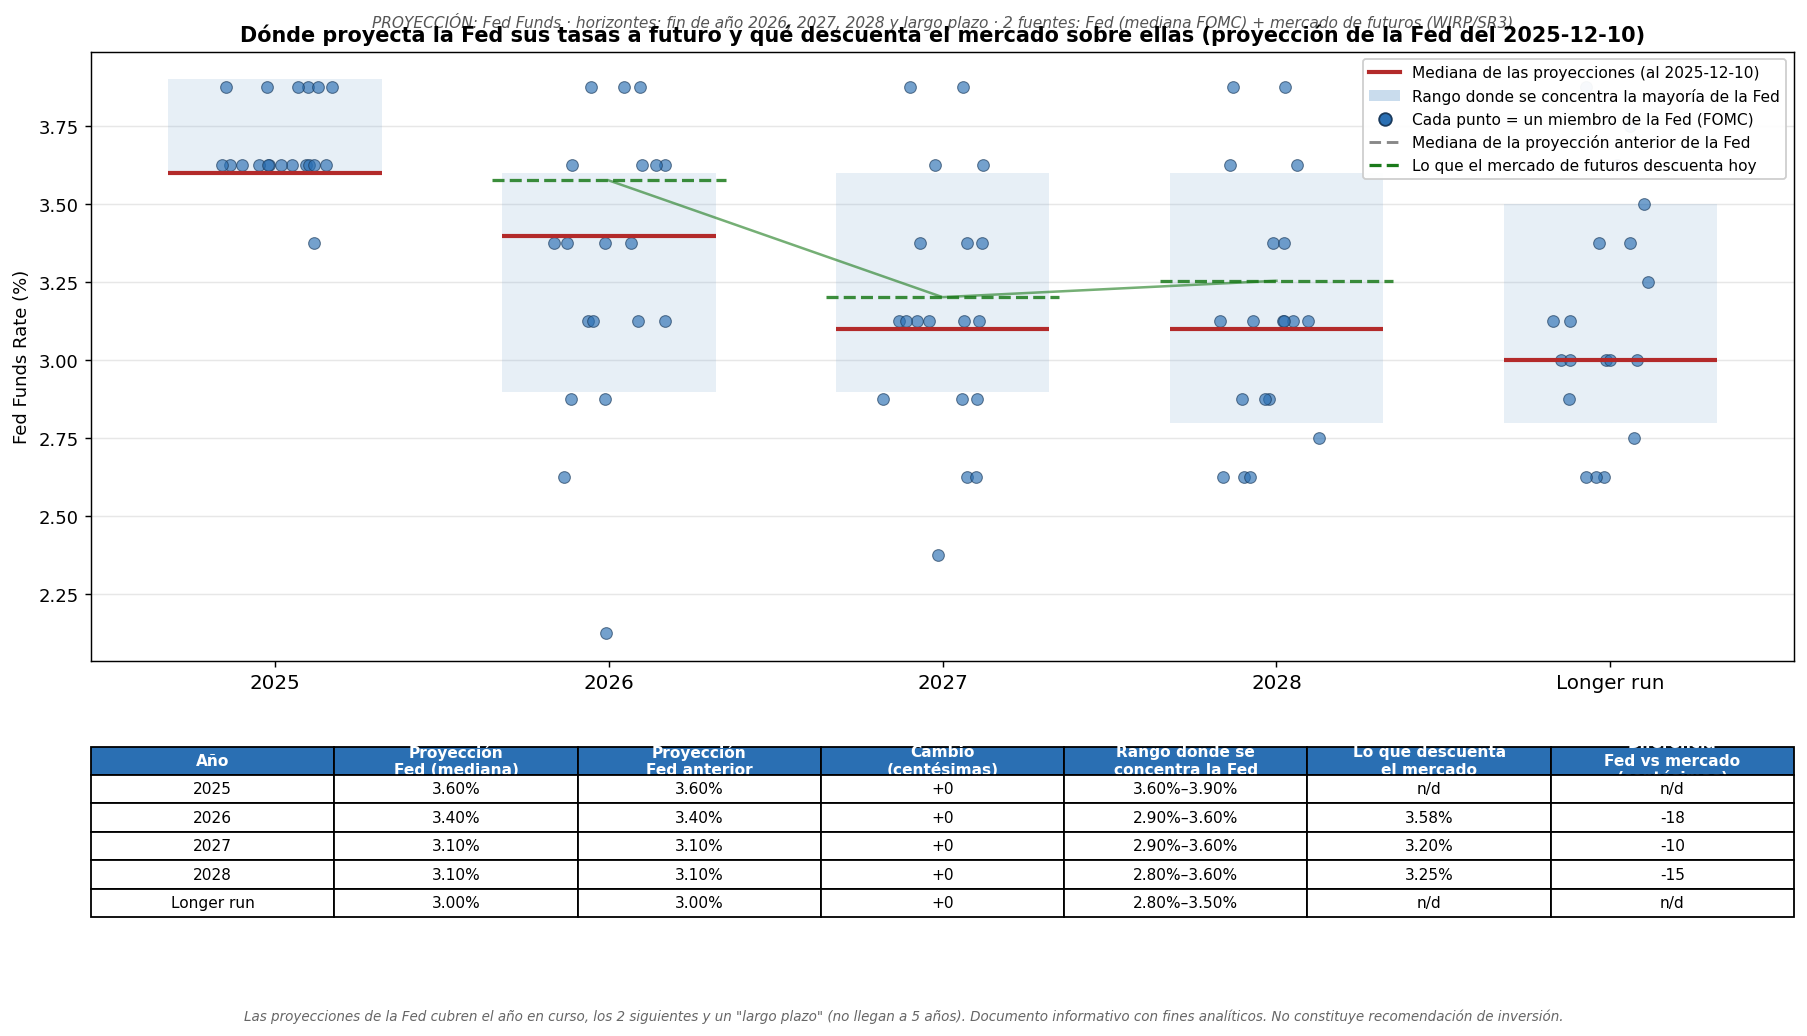 PROYECCIÓN: Fed Funds · horizontes: fin de año 2026, 2027, 2028 y largo plazo · 2 fuentes: Fed (mediana FOMC) + mercado de futuros (WIRP/SR3)
Dónde proyecta la Fed sus tasas a futuro y qué descuenta el mercado sobre ellas (proyección de la Fed del 2025-12-10)
Mediana de las proyecciones (al 2025-12-10)
Rango donde se concentra la mayoría de la Fed
Cada punto = un miembro de la Fed (FOMC)
Mediana de la proyección anterior de la Fed
Lo que el mercado de futuros descuenta hoy
Fed Funds Rate (%)
3.75
3.50
3.25
3.00
2.75
2.50
2.25
2025 2026 2027 2028 Longer run
Año Proyección Fed (mediana) Proyección Fed anterior Cambio (centésimas) Rango donde se concentra la Fed Lo que descuenta el mercado Diferencia Fed vs mercado
2025 3.60% 3.60% +0 3.60%–3.90% n/d n/d
2026 3.40% 3.40% +0 2.90%–3.60% 3.58% -18
2027 3.10% 3.10% +0 2.90%–3.60% 3.20% -10
2028 3.10% 3.10% +0 2.80%–3.60% 3.25% -15
Longer run 3.00% 3.00% +0 2.80%–3.50% n/d n/d
Las proyecciones de la Fed cubren el año en curso, los 2 siguientes y un "largo plazo" (no llegan a 5 años). Documento informativo con fines analíticos. No constituye recomendación de inversión.